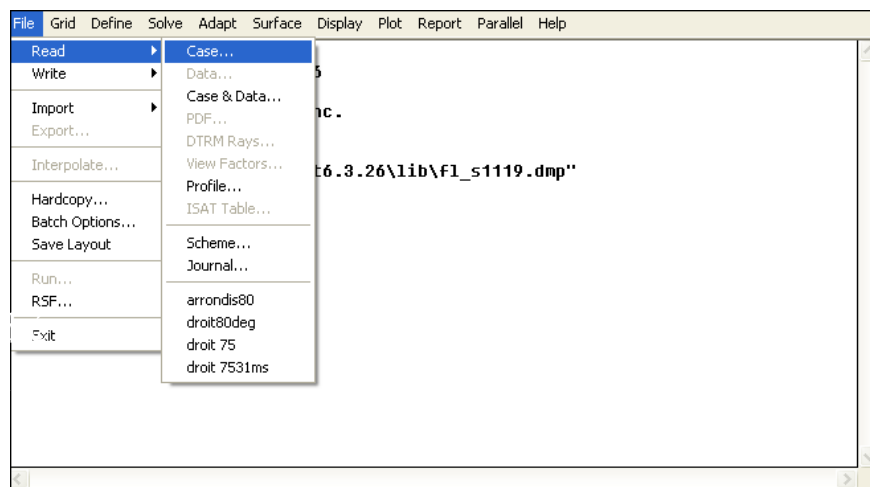 File Grid Define Solve Adapt Surface Display Plot Report Parallel Help
Read
Write
Import
Export...
Interpolate...
Hardcopy...
Batch Options...
Save Layout
Run...
RSF...
Exit
Case...
Data...
Case & Data...
PDF...
DTRM Rays...
View Factors...
Profile...
ISAT Table...
Scheme...
Journal...
arrondis80
droit80deg
droit 75
droit 7531ms
nc.
t6.3.26\lib\fl_s1119.dmp"